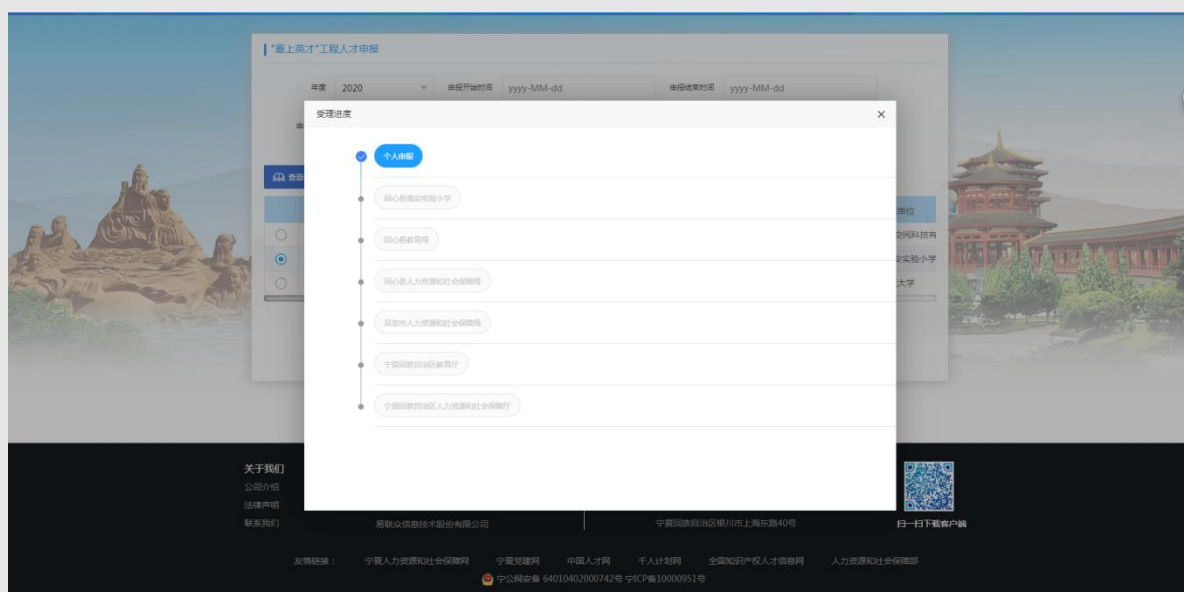 "塞上英才"工程人才申报
年度 2020 申报开始时间 yyyy-MM-dd 申报结束时间 yyyy-MM-dd
受理进度
个人申报
查看
同心县 实验小学
单位
空间科技有
同心县教育局
安实验小学
同心县人力资源和社会保障局
大学
吴忠市人力资源和社会保障局
宁夏回族自治区教育厅
宁夏回族自治区人力资源和社会保障厅
关于我们
公司介绍
法律声明
联系我们 易联众信息技术股份有限公司 宁夏回族自治区银川市上海东路40号 扫一扫下载客户端
友情链接： 宁夏人力资源和社会保障网 宁夏党建网 中国人才网 千人计划网 全国知识产权人才信息网 人力资源和社会保障部
宁公网安备 64010402000742号 宁ICP备10000951号